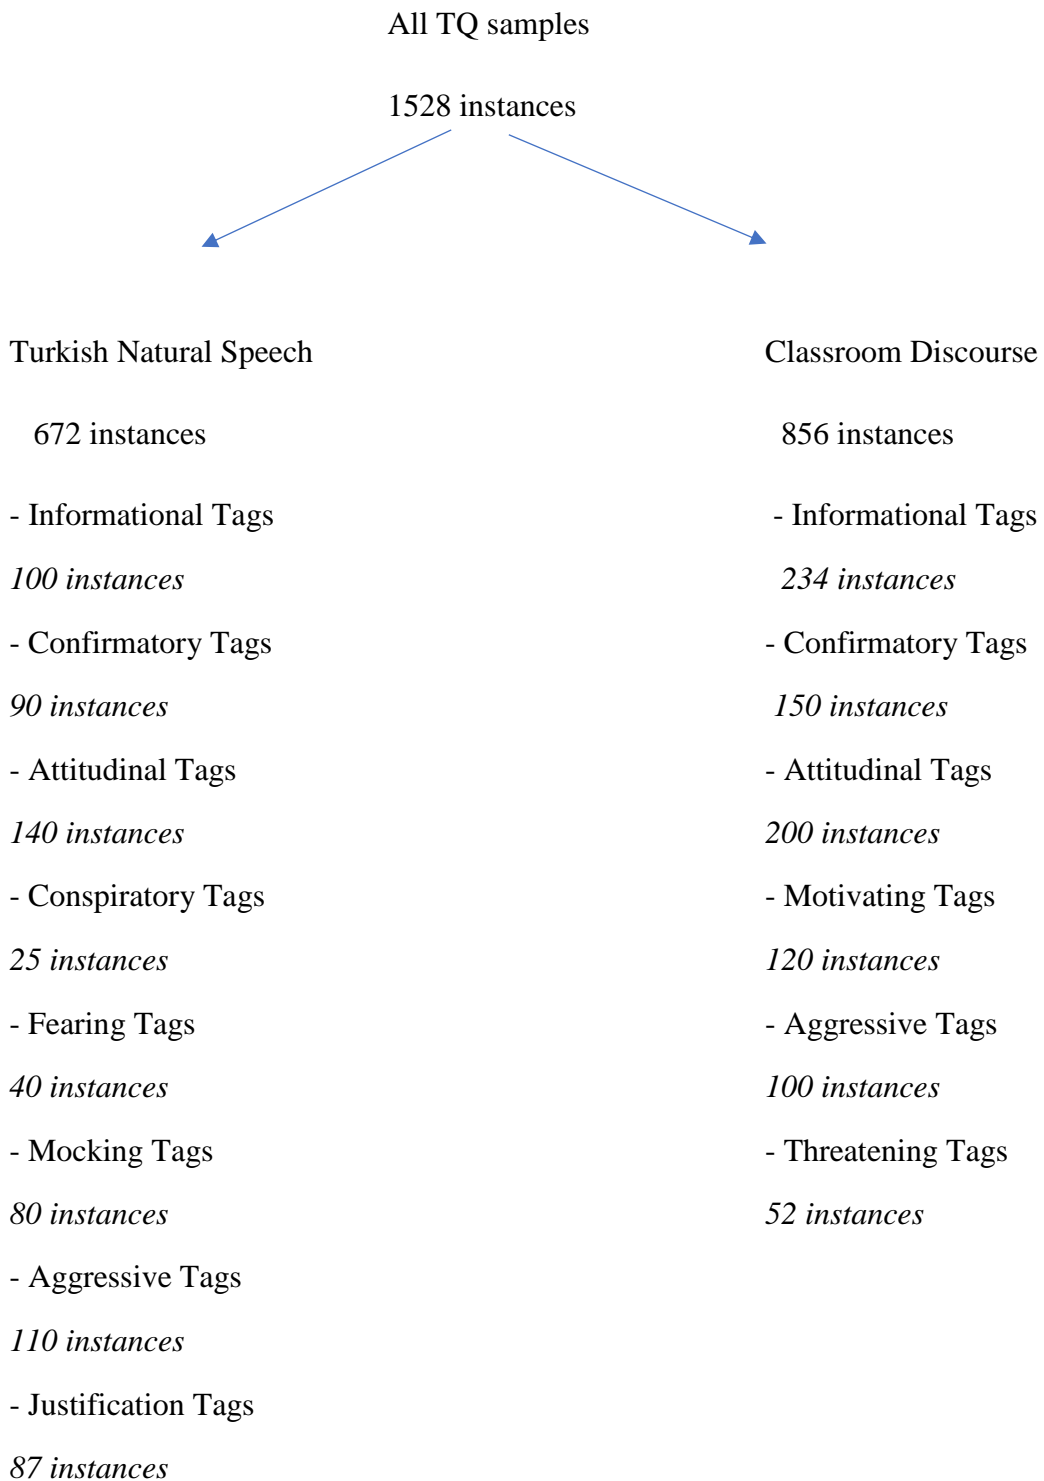 All TQ samples
1528 instances
Turkish Natural Speech
672 instances
- Informational Tags
100 instances
- Confirmatory Tags
90 instances
- Attitudinal Tags
140 instances
- Conspiratory Tags
25 instances
- Fearing Tags
40 instances
- Mocking Tags
80 instances
- Aggressive Tags
110 instances
- Justification Tags
87 instances
Classroom Discourse
856 instances
- Informational Tags
234 instances
- Confirmatory Tags
150 instances
- Attitudinal Tags
200 instances
- Motivating Tags
120 instances
- Aggressive Tags
100 instances
- Threatening Tags
52 instances